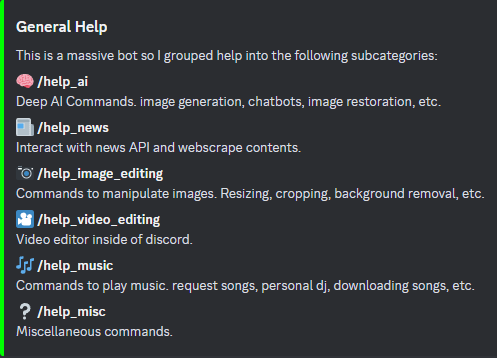 General Help
This is a massive bot so I grouped help into the following subcategories:
🧠 /help_ai
Deep AI Commands. image generation, chatbots, image restoration, etc.
📰 /help_news
Interact with news API and webscrape contents.
📷 /help_image_editing
Commands to manipulate images. Resizing, cropping, background removal, etc.
🎦 /help_video_editing
Video editor inside of discord.
🎶 /help_music
Commands to play music. request songs, personal dj, downloading songs, etc.
❔ /help_misc
Miscellaneous commands.